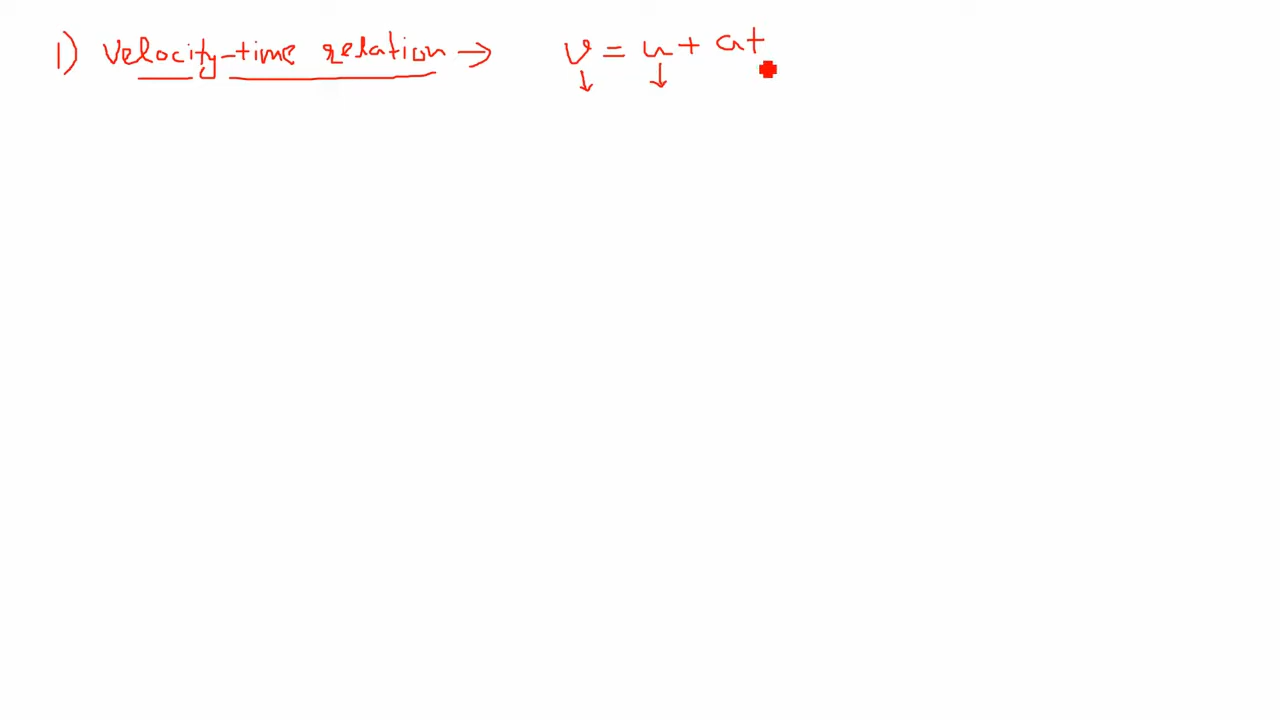 1) Velocity-time relation → v = u + at
↓ ↓